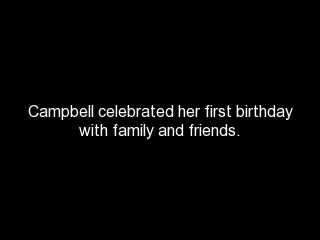 Campbell celebrated her first birthday
with family and friends.